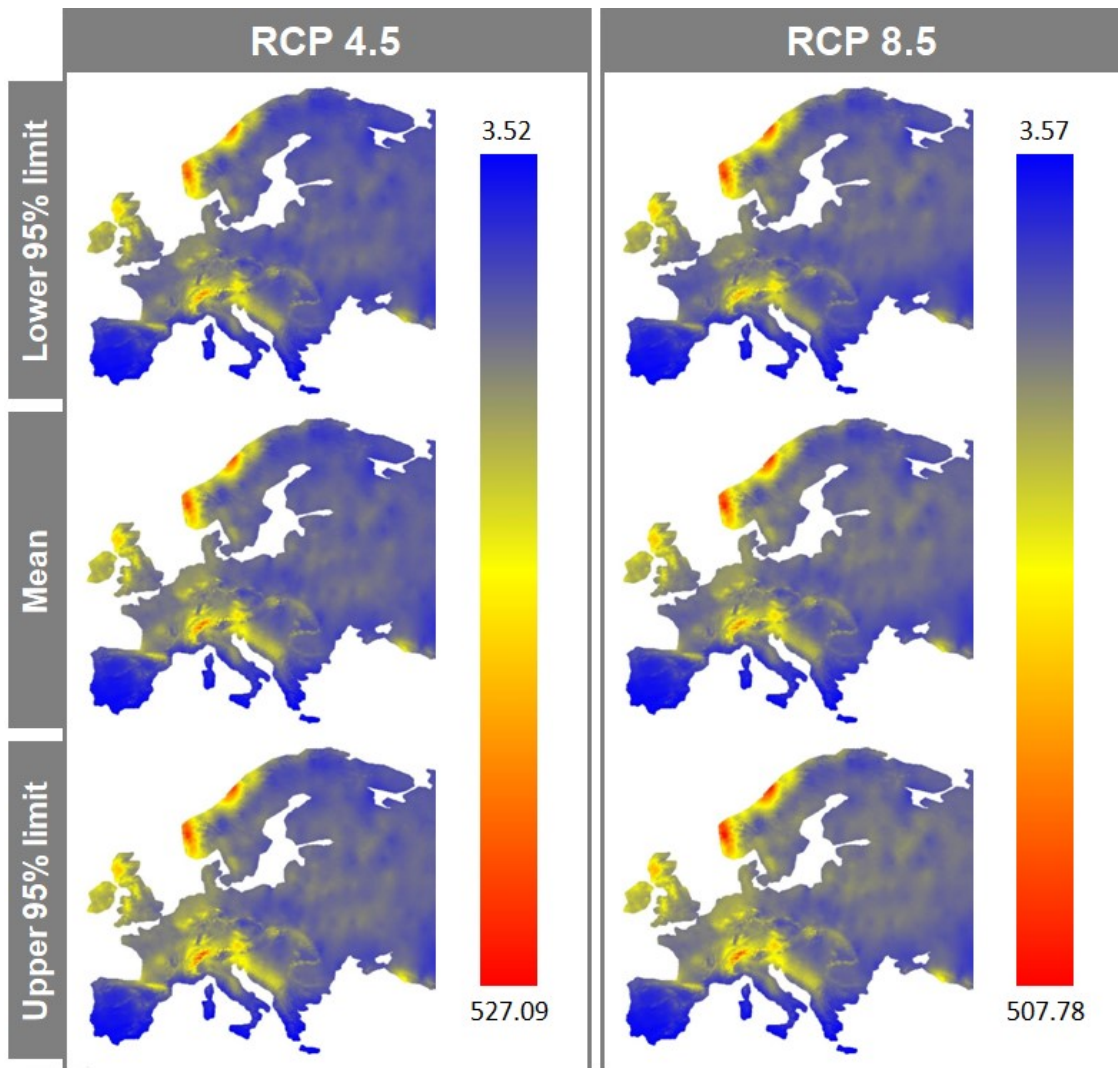 RCP 4.5
RCP 8.5
Lower 95% limit
3.52
3.57
Mean
Upper 95% limit
527.09
507.78